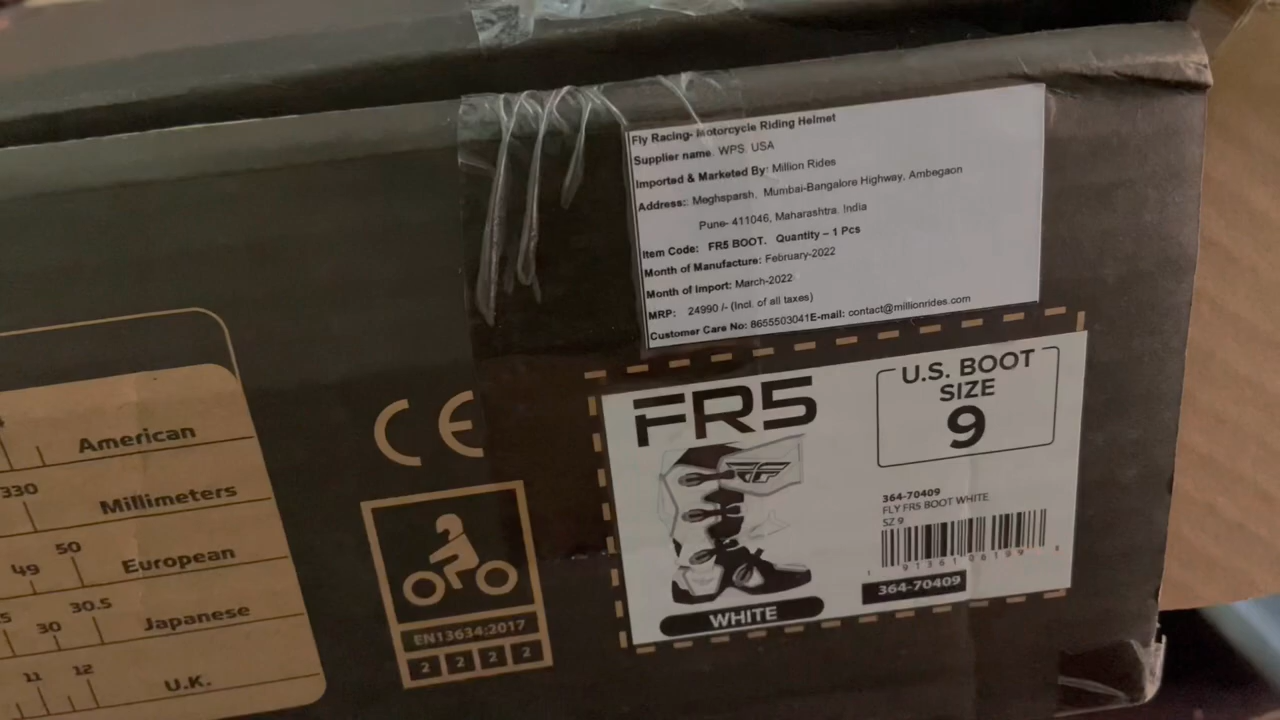 Fly Racing- Motorcycle Riding Helmet
Supplier name. WPS. USA
Imported & Marketed By: Million Rides
Address:: Meghsparsh, Mumbai-Bangalore Highway, Ambegaon
Pune- 411046, Maharashtra. India
Item Code: FR5 BOOT. Quantity – 1 Pcs
Month of Manufacture: February-2022
Month of Import: March-2022
MRP: 24990 /- (Incl. of all taxes)
Customer Care No: 8655503041E-mail: contact@millionrides.com
FR5
U.S. BOOT
SIZE
9
364-70409
FLY FR5 BOOT WHITE
SZ 9
91361 06199
364-70409
WHITE
CE
EN13634:2017
2 2 2 2
American
330 Millimeters
49 50 European
30 30.5 Japanese
11 12 U.K.